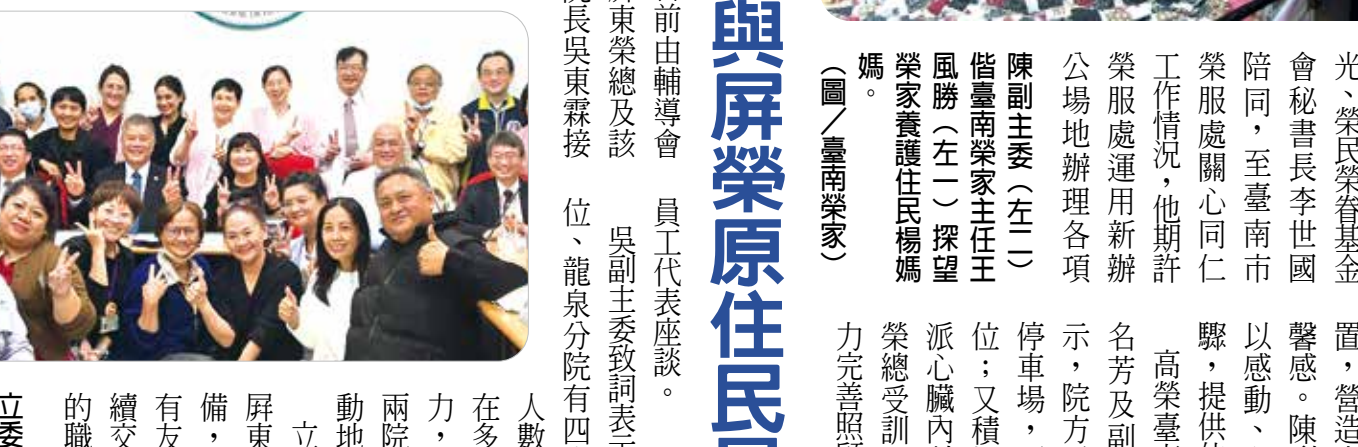 光、榮民榮眷基金
會秘書長李世國
陪同，至臺南市
榮服處關心同仁
工作情況，他期許
榮服處運用新辦
公場地辦理各項
陳副主委（左二）
偕臺南榮家主任王
風勝（左一）探望
榮家養護住民楊媽
媽。
（圖／臺南榮家）
置，營造
馨感。陳
以感動、
驟，提供
高榮臺
名芳及副
示，院方
停車場，
位；又積
派心臟內
榮總受訓
力完善照
與屏榮原住民
前由輔導會
屏東榮總及該
院長吳東霖接
員工代表座談。
吳副主委致詞表
位、龍泉分院有四
人數
在多
力，
兩院
動地
立
屏東
備，
有友
續交
的職
立委